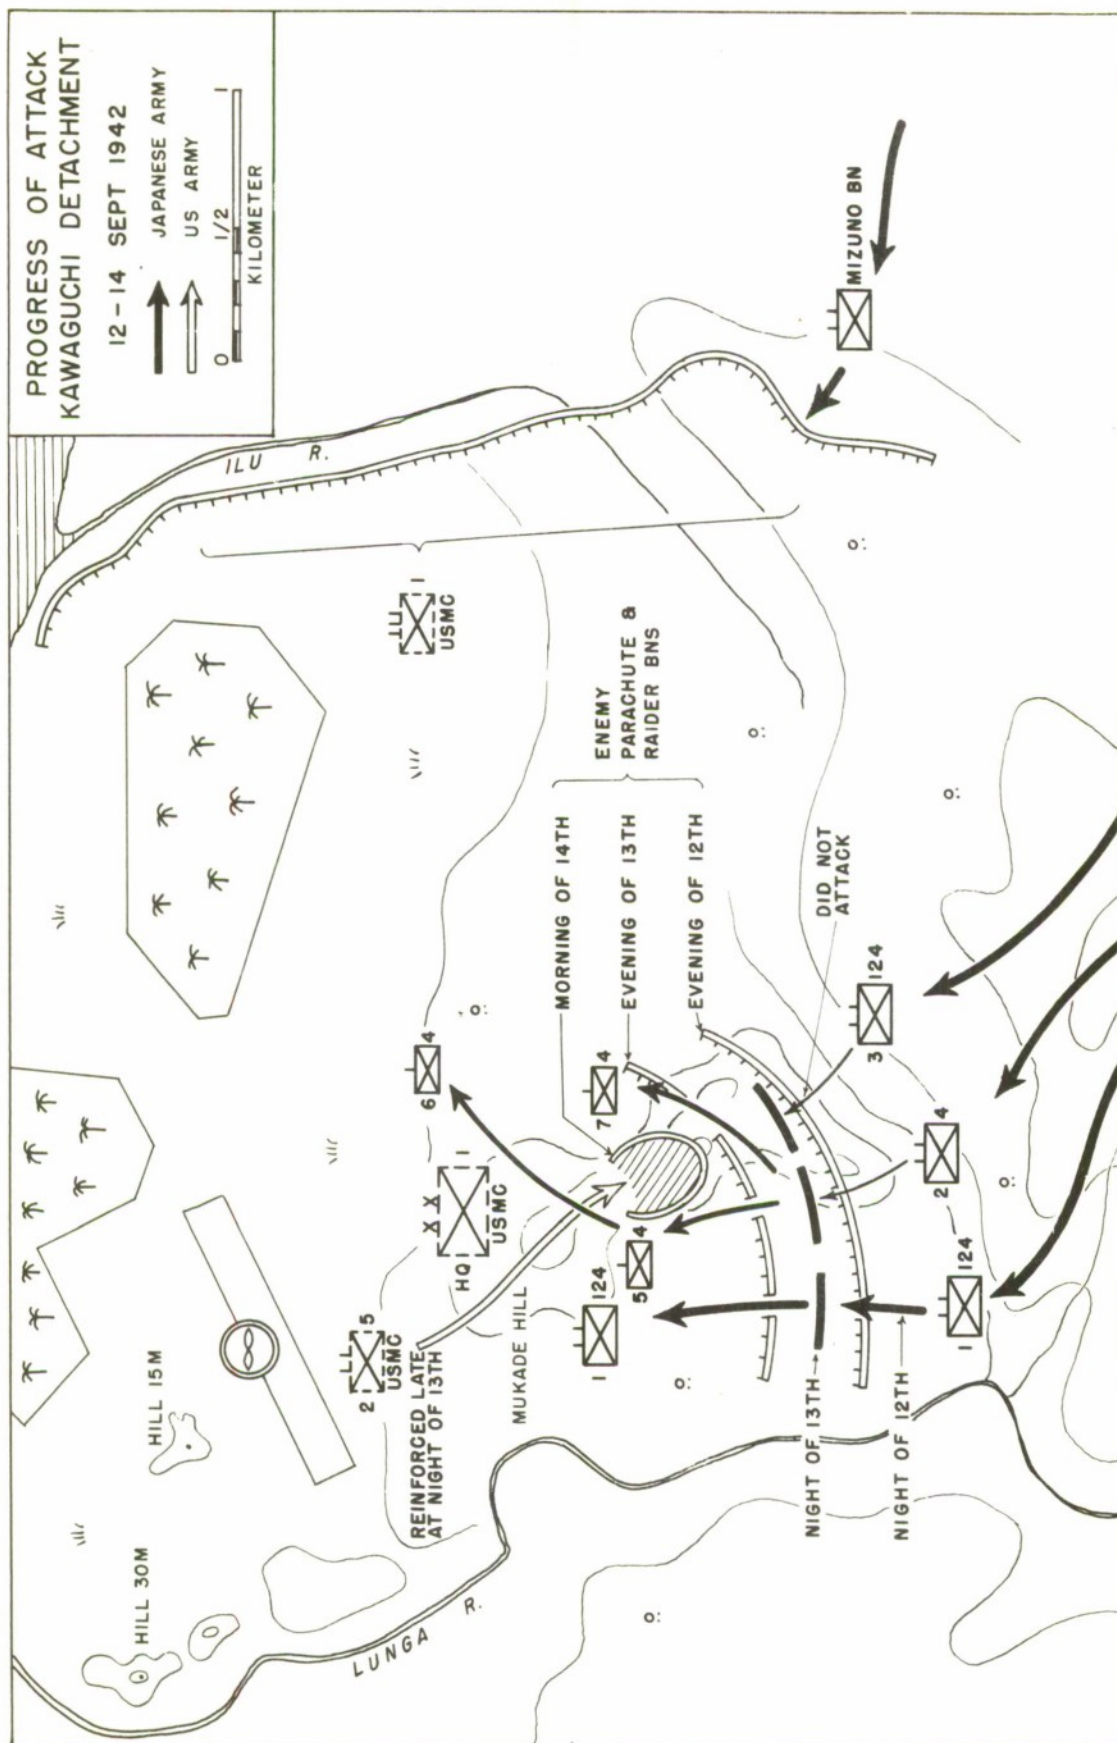 PROGRESS OF ATTACK
KAWAGUCHI DETACHMENT
12-14 SEPT 1942
JAPANESE ARMY
US ARMY
0 1/2 1
KILOMETER
HILL 30M
HILL 15M
LUNGA R.
ILU R.
2 5
USMC
REINFORCED LATE
AT NIGHT OF 13TH
HQ 1
USMC
6 4
1
USMC
MUKADE HILL
1 124
5 4
7 4
MORNING OF 14TH
EVENING OF 13TH
EVENING OF 12TH
ENEMY
PARACHUTE &
RAIDER BNS
DID NOT
ATTACK
MIZUNO BN
NIGHT OF 13TH
NIGHT OF 12TH
1 124
2 4
3 124